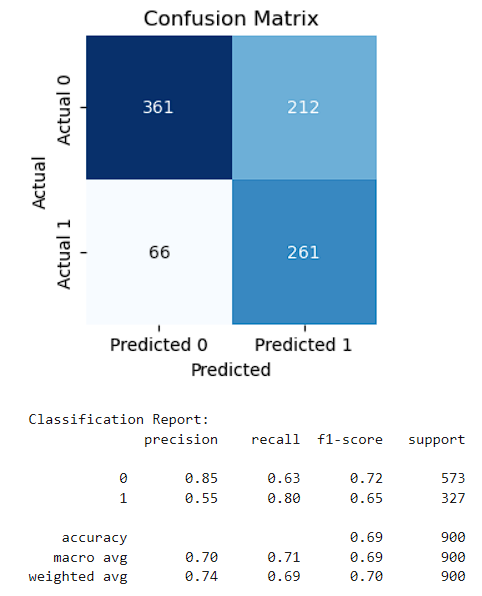 Confusion Matrix
Actual
Actual 0
361 212
Actual 1
66 261
Predicted 0 Predicted 1
Predicted
Classification Report:
precision recall f1-score support
0 0.85 0.63 0.72 573
1 0.55 0.80 0.65 327
accuracy 0.69 900
macro avg 0.70 0.71 0.69 900
weighted avg 0.74 0.69 0.70 900